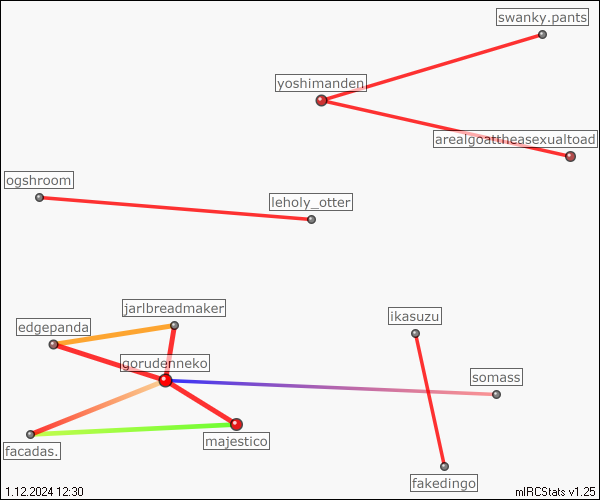 swanky.pants
yoshimanden
arealgoattheasexualtoad
ogshroom
leholy_otter
jarlbreadmaker
ikasuzu
edgepanda
gorudenneko
somass
majestico
facadas.
fakedingo
1.12.2024 12:30
mIRCStats v1.25